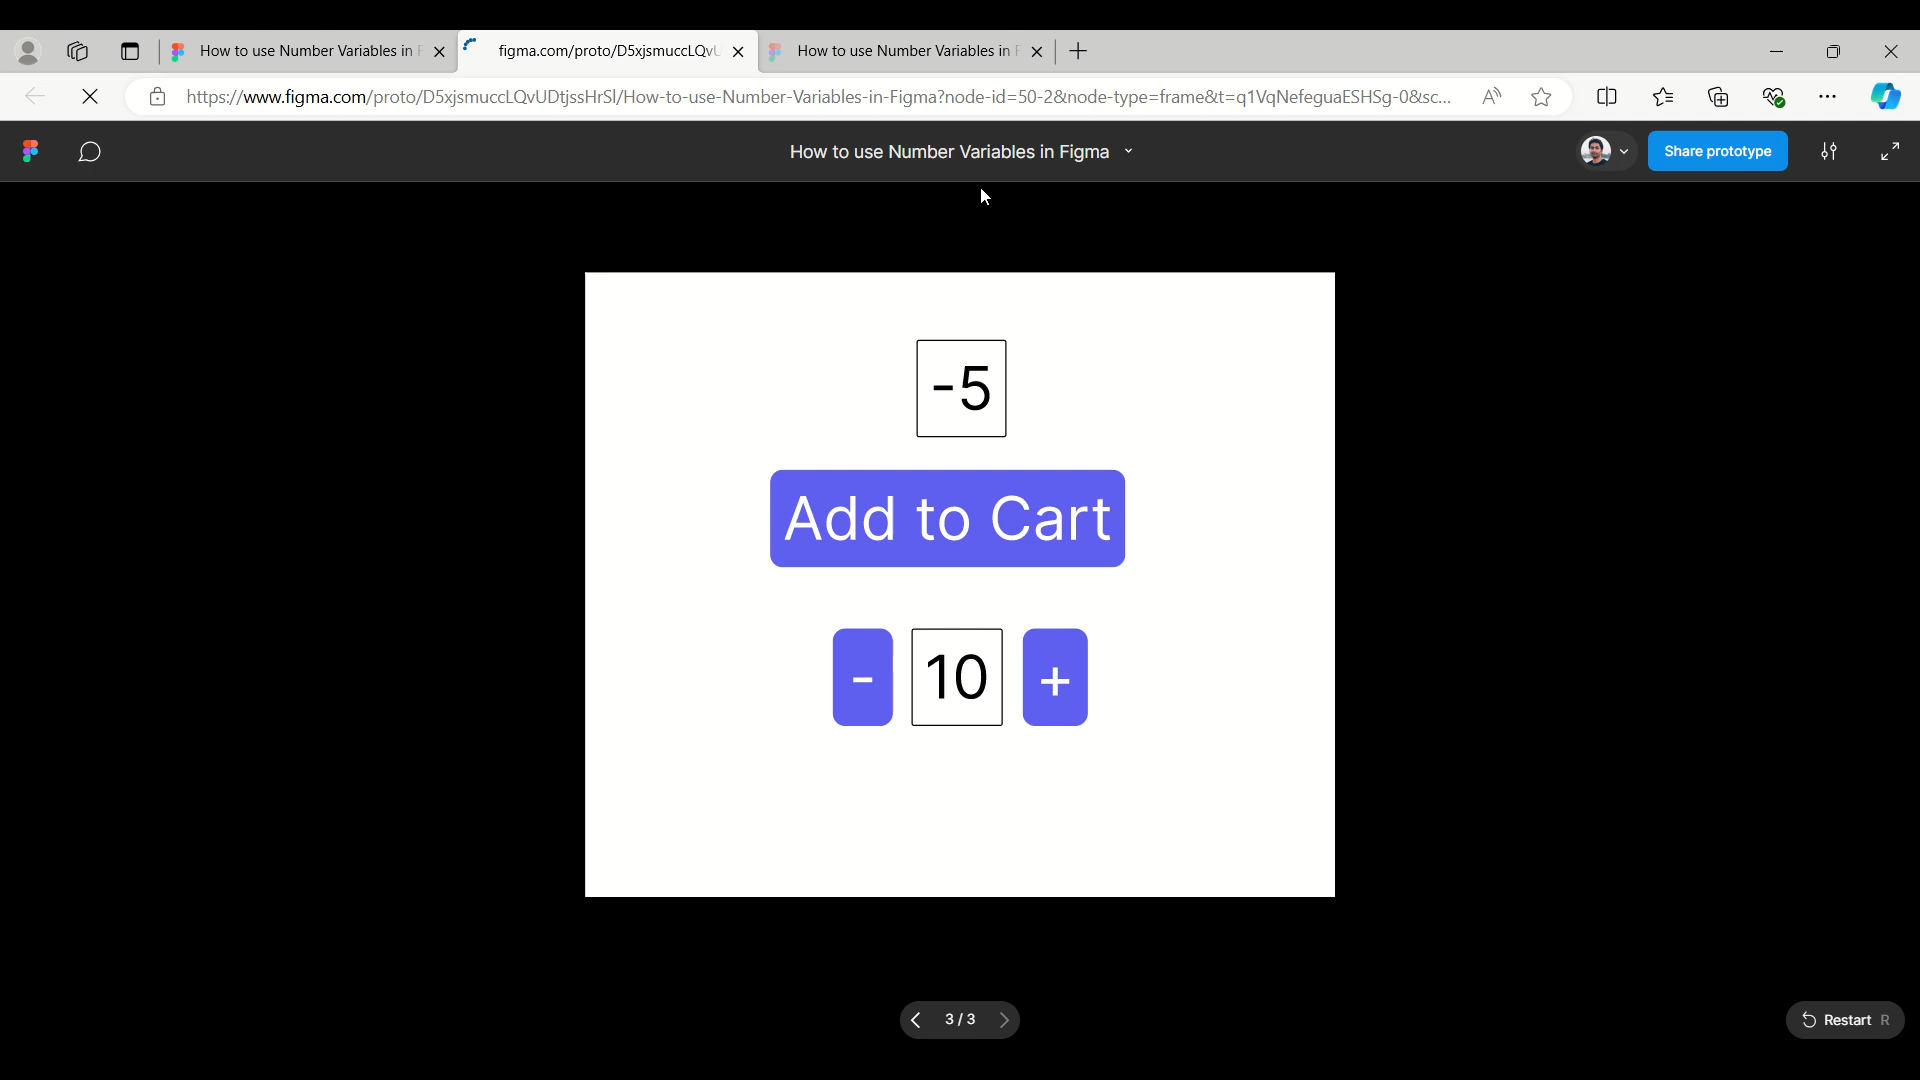 How to use Number Variables in F
figma.com/proto/D5xjsmuccLQvU
How to use Number Variables in F
https://www.figma.com/proto/D5xjsmuccLQvUDtjssHrSl/How-to-use-Number-Variables-in-Figma?node-id=50-2&node-type=frame&t=q1VqNefeguaESHSg-0&sc...
How to use Number Variables in Figma
Share prototype
-5
Add to Cart
- 10 +
3 / 3
Restart R